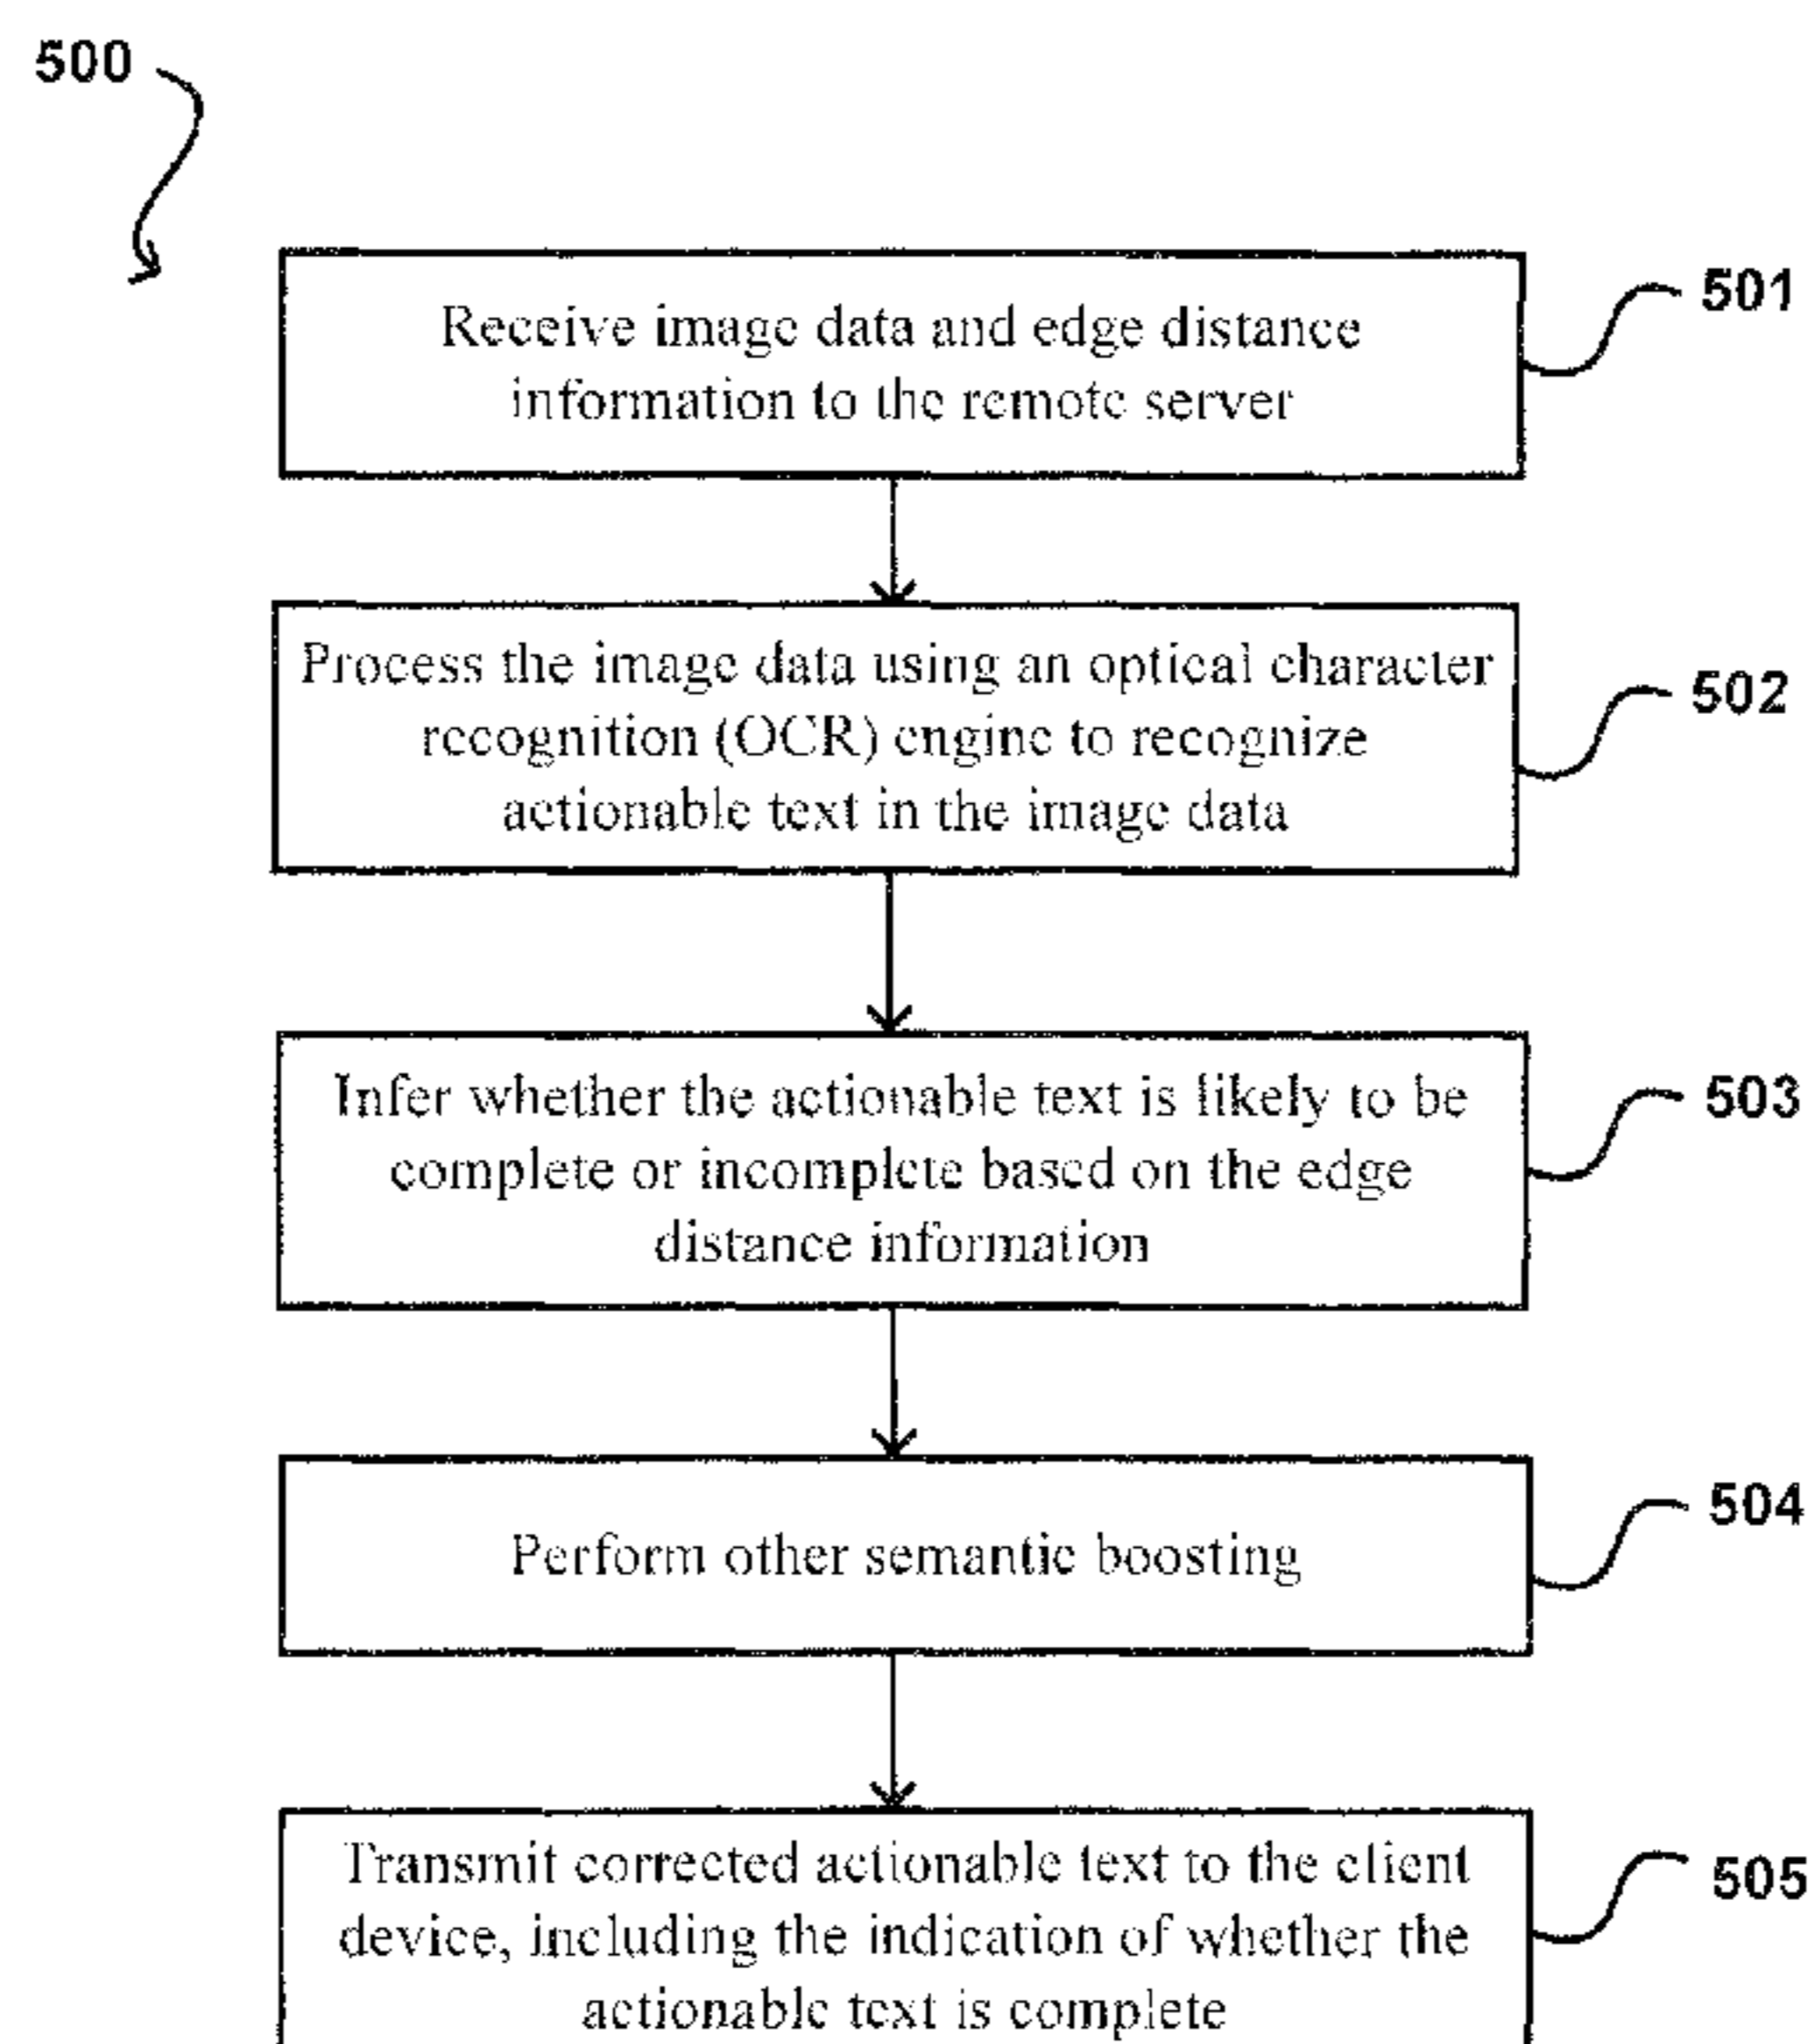 500
Receive image data and edge distance
information to the remote server
501
Process the image data using an optical character
recognition (OCR) engine to recognize
actionable text in the image data
502
Infer whether the actionable text is likely to be
complete or incomplete based on the edge
distance information
503
Perform other semantic boosting
504
Transmit corrected actionable text to the client
device, including the indication of whether the
actionable text is complete
505